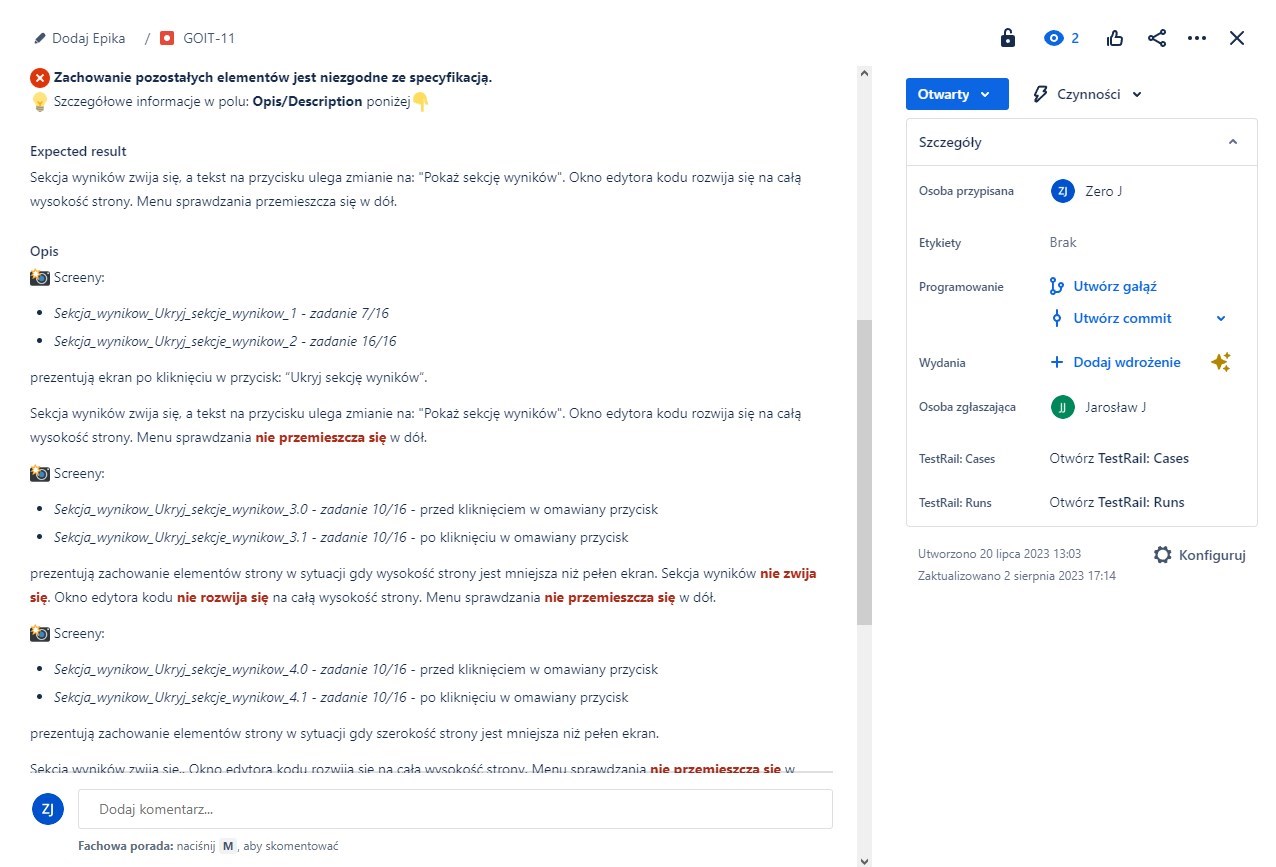 Dodaj Epika / GOIT-11
2
Zachowanie pozostałych elementów jest niezgodne ze specyfikacją.
Szczegółowe informacje w polu: Opis/Description poniżej
Expected result
Sekcja wyników zwija się, a tekst na przycisku ulega zmianie na: "Pokaż sekcję wyników". Okno edytora kodu rozwija się na całą
wysokość strony. Menu sprawdzania przemieszcza się w dół.
Opis
Screeny:
Sekcja_wynikow_Ukryj_sekcje_wynikow_1 - zadanie 7/16
Sekcja_wynikow_Ukryj_sekcje_wynikow_2 - zadanie 16/16
prezentują ekran po kliknięciu w przycisk: “Ukryj sekcję wyników”.
Sekcja wyników zwija się, a tekst na przycisku ulega zmianie na: "Pokaż sekcję wyników". Okno edytora kodu rozwija się na całą
wysokość strony. Menu sprawdzania nie przemieszcza się w dół.
Screeny:
Sekcja_wynikow_Ukryj_sekcje_wynikow_3.0 - zadanie 10/16 - przed kliknięciem w omawiany przycisk
Sekcja_wynikow_Ukryj_sekcje_wynikow_3.1 - zadanie 10/16 - po kliknięciu w omawiany przycisk
prezentują zachowanie elementów strony w sytuacji gdy wysokość strony jest mniejsza niż pełen ekran. Sekcja wyników nie zwija
się. Okno edytora kodu nie rozwija się na całą wysokość strony. Menu sprawdzania nie przemieszcza się w dół.
Screeny:
Sekcja_wynikow_Ukryj_sekcje_wynikow_4.0 - zadanie 10/16 - przed kliknięciem w omawiany przycisk
Sekcja_wynikow_Ukryj_sekcje_wynikow_4.1 - zadanie 10/16 - po kliknięciu w omawiany przycisk
prezentują zachowanie elementów strony w sytuacji gdy szerokość strony jest mniejsza niż pełen ekran.
Sekcja wyników zwija się,. Okno edytora kodu rozwija się na całą wysokość strony. Menu sprawdzania nie przemieszcza się w
ZJ Dodaj komentarz...
Fachowa porada: naciśnij M , aby skomentować
Otwarty Czynności
Szczegóły
Osoba przypisana ZJ Zero J
Etykiety Brak
Programowanie Utwórz gałąź
Utwórz commit
Wydania Dodaj wdrożenie
Osoba zgłaszająca JJ Jarosław J
TestRail: Cases Otwórz TestRail: Cases
TestRail: Runs Otwórz TestRail: Runs
Utworzono 20 lipca 2023 13:03 Konfiguruj
Zaktualizowano 2 sierpnia 2023 17:14